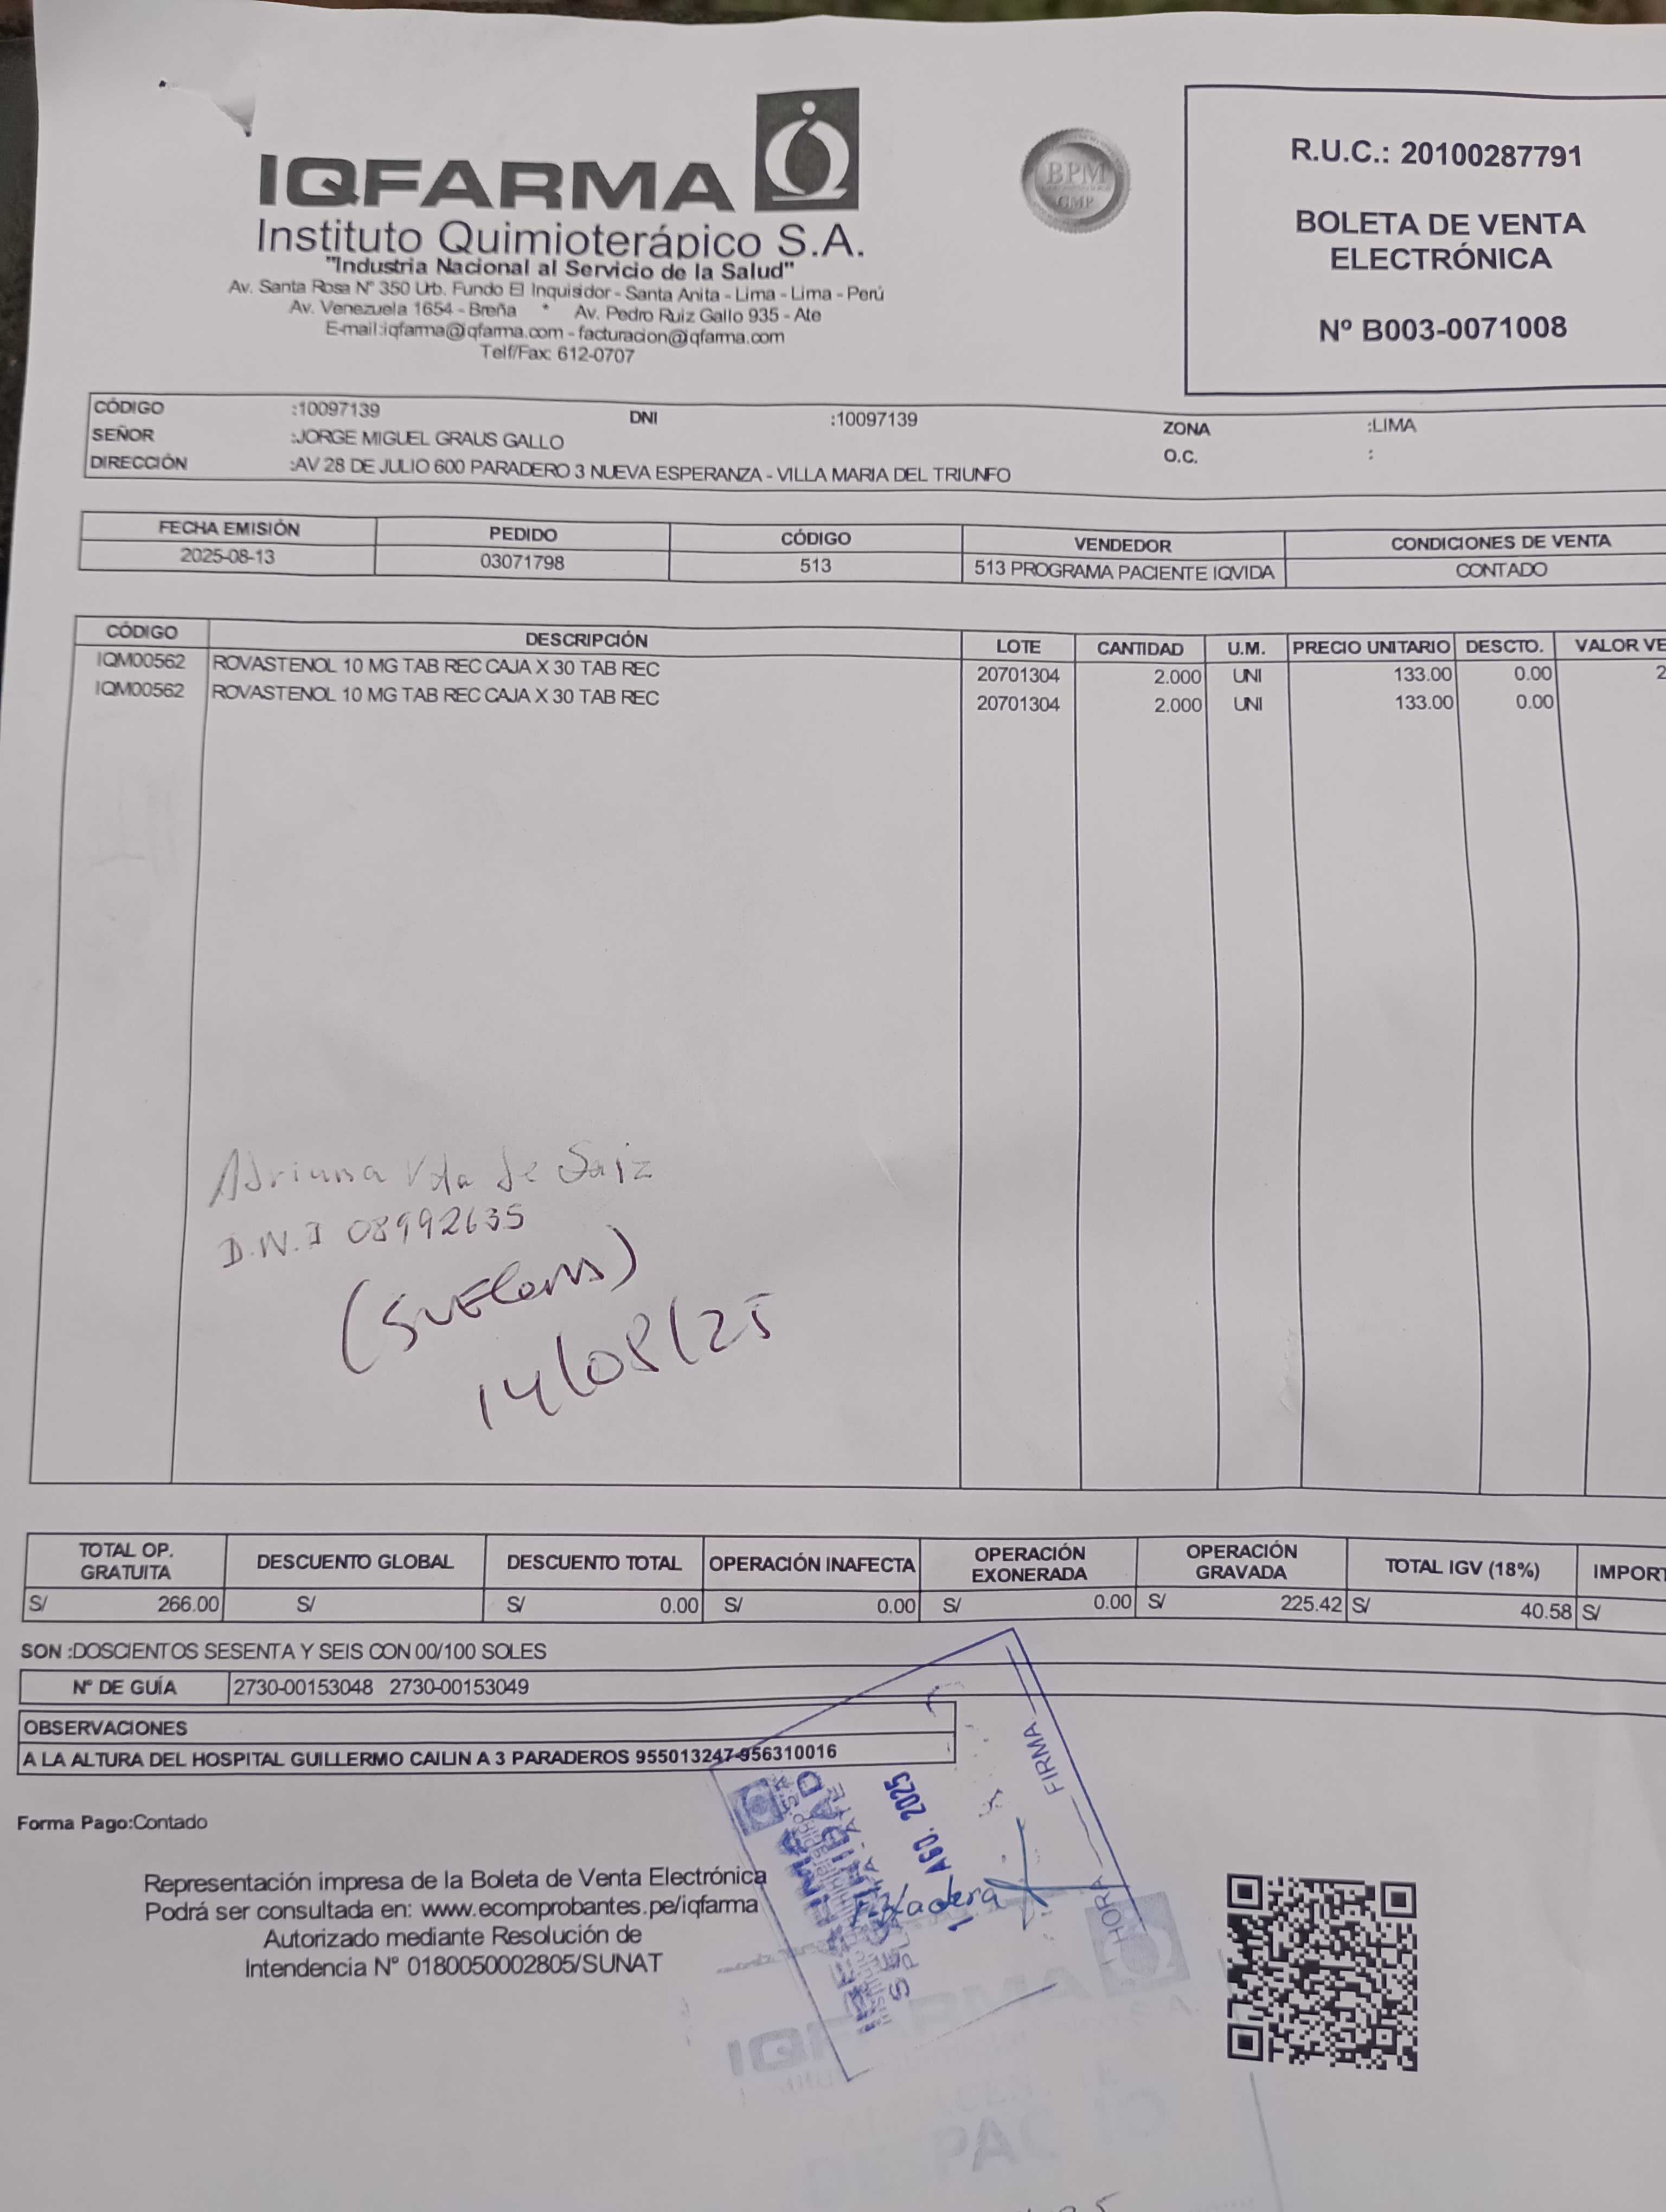 IQFARMA
Instituto Quimioterápico S.A.
"Industria Nacional al Servicio de la Salud"
Av. Santa Rosa N° 350 Urb. Fundo El Inquisidor - Santa Anita - Lima - Lima - Perú
Av. Venezuela 1654 - Breña * Av. Pedro Ruiz Gallo 935 - Ate
E-mail:iqfarma@iqfarma.com - facturacion@iqfarma.com
Telf/Fax: 612-0707
BPM
GMP
R.U.C.: 20100287791
BOLETA DE VENTA
ELECTRÓNICA
Nº B003-0071008
CÓDIGO :10097139 DNI :10097139 ZONA :LIMA
SEÑOR :JORGE MIGUEL GRAUS GALLO O.C. :
DIRECCIÓN :AV 28 DE JULIO 600 PARADERO 3 NUEVA ESPERANZA - VILLA MARIA DEL TRIUNFO
FECHA EMISIÓN PEDIDO CÓDIGO VENDEDOR CONDICIONES DE VENTA
2025-08-13 03071798 513 513 PROGRAMA PACIENTE IQVIDA CONTADO
CÓDIGO DESCRIPCIÓN LOTE CANTIDAD U.M. PRECIO UNITARIO DESCTO. VALOR VE
IQM00562 ROVASTENOL 10 MG TAB REC CAJA X 30 TAB REC 20701304 2.000 UNI 133.00 0.00 2
IQM00562 ROVASTENOL 10 MG TAB REC CAJA X 30 TAB REC 20701304 2.000 UNI 133.00 0.00
Adriana Vda de Saiz
D.N.I 08992635
14/08/25
TOTAL OP. GRATUITA DESCUENTO GLOBAL DESCUENTO TOTAL OPERACIÓN INAFECTA OPERACIÓN EXONERADA OPERACIÓN GRAVADA TOTAL IGV (18%) IMPORT
S/ 266.00 S/ S/ 0.00 S/ 0.00 S/ 0.00 S/ 225.42 S/ 40.58 S/
SON :DOSCIENTOS SESENTA Y SEIS CON 00/100 SOLES
N° DE GUÍA 2730-00153048 2730-00153049
OBSERVACIONES
A LA ALTURA DEL HOSPITAL GUILLERMO CAILIN A 3 PARADEROS 955013247-956310016
Forma Pago:Contado
FIRMA
AGO. 2025
HORA
Representación impresa de la Boleta de Venta Electrónica
Podrá ser consultada en: www.ecomprobantes.pe/iqfarma
Autorizado mediante Resolución de
Intendencia N° 0180050002805/SUNAT